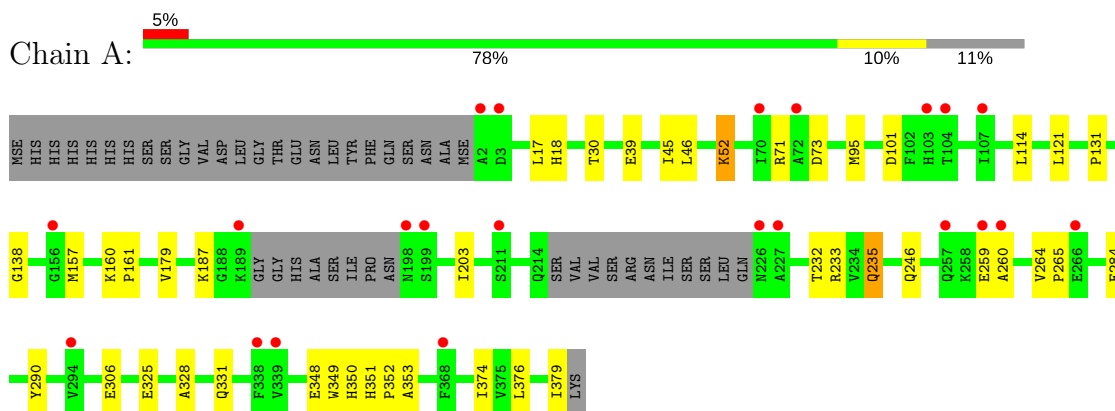 5%
Chain A:
78% 10% 11%
MSE HIS HIS HIS HIS HIS HIS SER SER GLY VAL ASP LEU GLY THR GLU ASN LEU TYR PHE GLN SER ASN ALA MSE A2 D3 L17 H18 T30 E39 I45 L46 K52 I70 R71 A72 D73 M95 D101 F102 H103 T104 I107 L114 L121 P131
G138 G156 M157 K160 P161 V179 K187 G188 K189 GLY GLY HIS ALA SER ILE PRO ASN N198 S199 I203 S211 Q214 SER VAL VAL SER ARG ASN ILE SER SER LEU GLN N226 A227 T232 R233 V234 Q235 Q246 Q257 K258 E259 A260 V264 P265 E266
Y290 V294 E306 E325 A328 Q331 F338 V339 E348 W349 H350 H351 P352 A353 F368 I374 V375 L376 I379 LYS